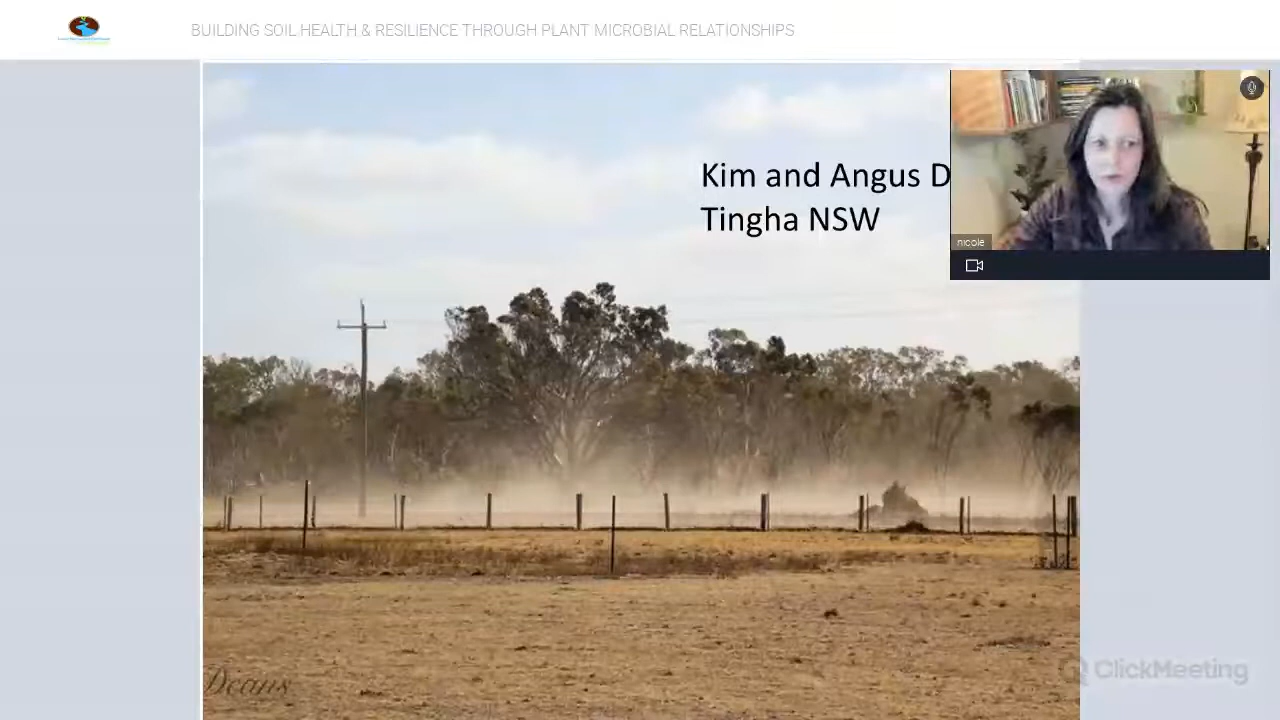 BUILDING SOIL HEALTH & RESILIENCE THROUGH PLANT MICROBIAL RELATIONSHIPS
Kim and Angus D
Tingha NSW
nicole
ClickMeeting
Deans